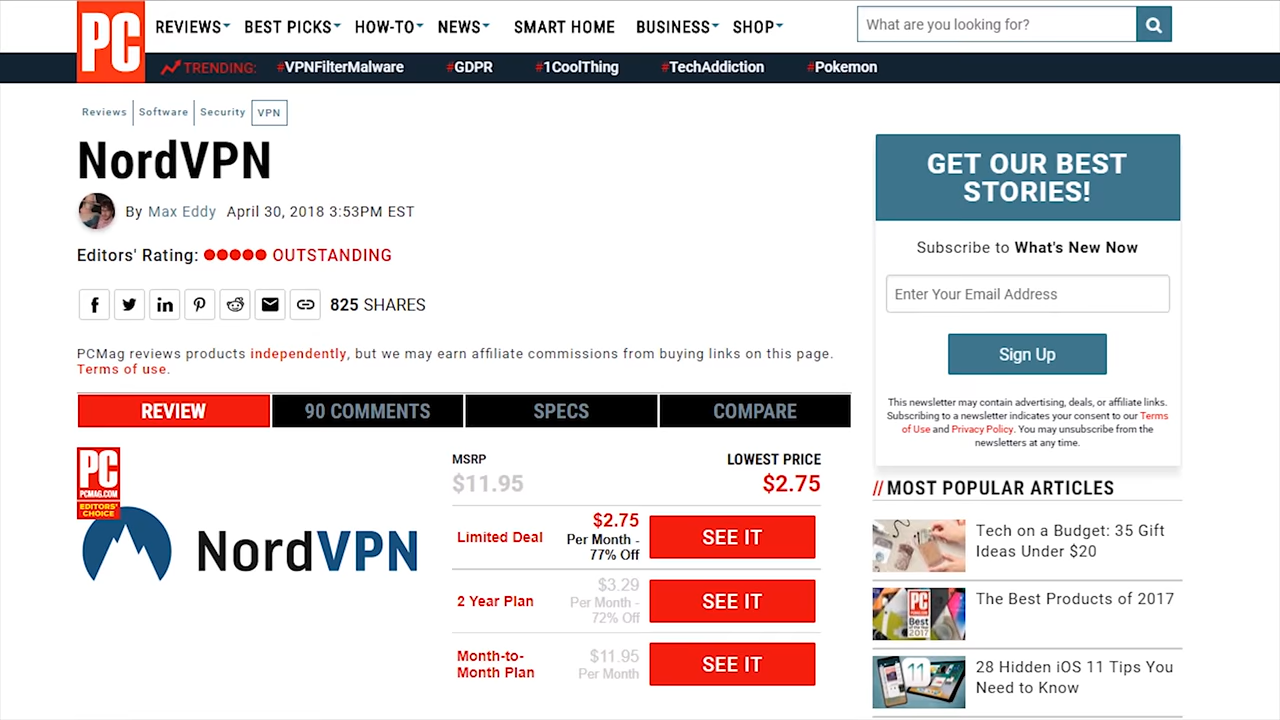 PC
REVIEWS BEST PICKS HOW-TO NEWS SMART HOME BUSINESS SHOP
What are you looking for?
TRENDING: #VPNFilterMalware #GDPR #1CoolThing #TechAddiction #Pokemon
Reviews Software Security VPN
NordVPN
By Max Eddy April 30, 2018 3:53PM EST
Editors' Rating: OUTSTANDING
825 SHARES
PCMag reviews products independently, but we may earn affiliate commissions from buying links on this page.
Terms of use.
REVIEW 90 COMMENTS SPECS COMPARE
PC
PCMAG.COM
EDITORS'
CHOICE
NordVPN
MSRP LOWEST PRICE
$11.95 $2.75
Limited Deal
$2.75
Per Month -
77% Off
SEE IT
2 Year Plan
$3.29
Per Month -
72% Off
SEE IT
Month-to-
Month Plan
$11.95
Per Month
SEE IT
GET OUR BEST
STORIES!
Subscribe to What's New Now
Enter Your Email Address
Sign Up
This newsletter may contain advertising, deals, or affiliate links.
Subscribing to a newsletter indicates your consent to our Terms
of Use and Privacy Policy. You may unsubscribe from the
newsletters at any time.
//MOST POPULAR ARTICLES
Tech on a Budget: 35 Gift
Ideas Under $20
PC
Best
2017
The Best Products of 2017
11
28 Hidden iOS 11 Tips You
Need to Know